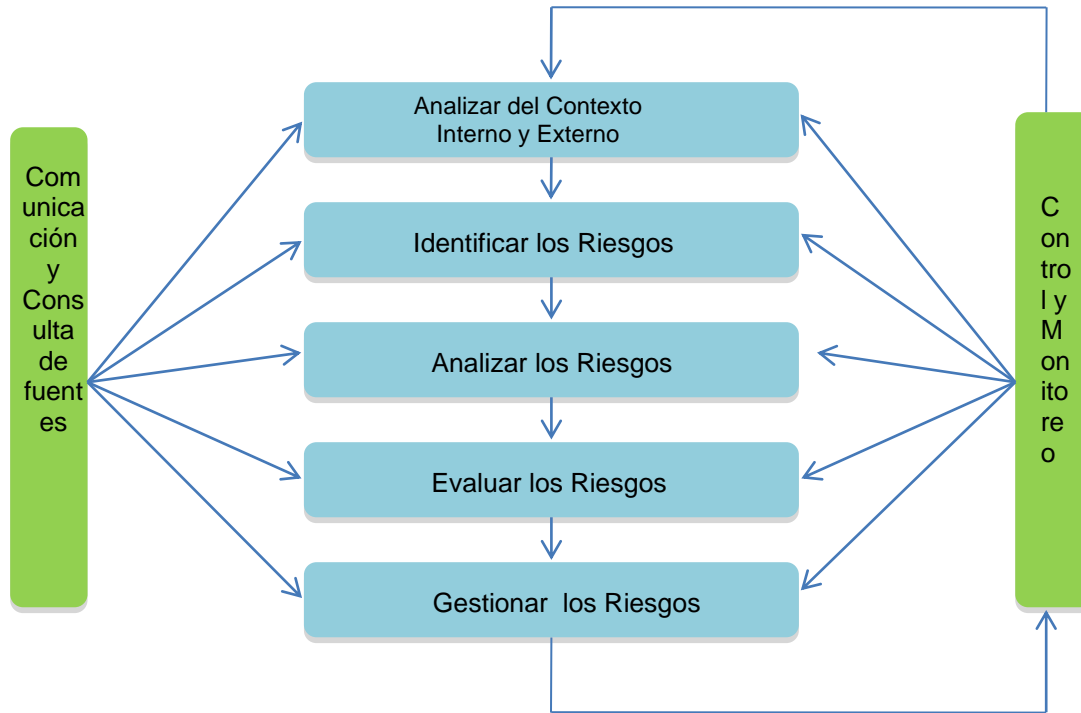 Com
unica
ción
y
Cons
ulta
de
fuent
es
Analizar del Contexto
Interno y Externo
Identificar los Riesgos
Analizar los Riesgos
Evaluar los Riesgos
Gestionar los Riesgos
C
on
tro
l y
M
on
ito
re
o